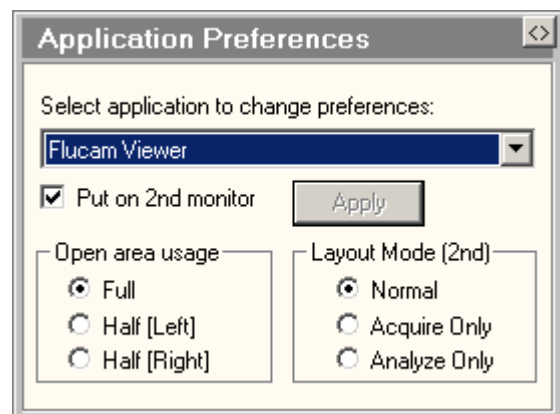 Application Preferences
<>
Select application to change preferences:
Flucam Viewer
Put on 2nd monitor
Apply
Open area usage
Full
Half [Left]
Half [Right]
Layout Mode (2nd)
Normal
Acquire Only
Analyze Only